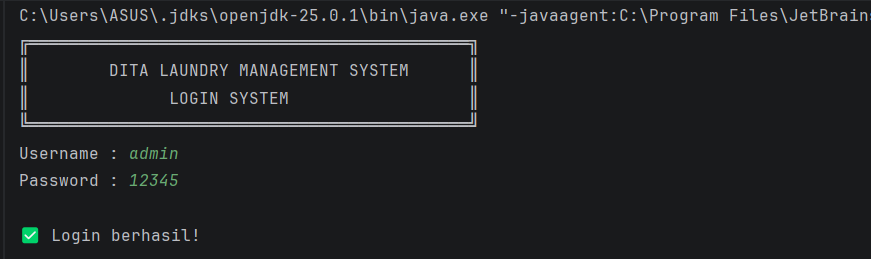 C:\Users\ASUS\.jdks\openjdk-25.0.1\bin\java.exe "-javaagent:C:\Program Files\JetBrains
DITA LAUNDRY MANAGEMENT SYSTEM
LOGIN SYSTEM
Username : admin
Password : 12345
✅ Login berhasil!